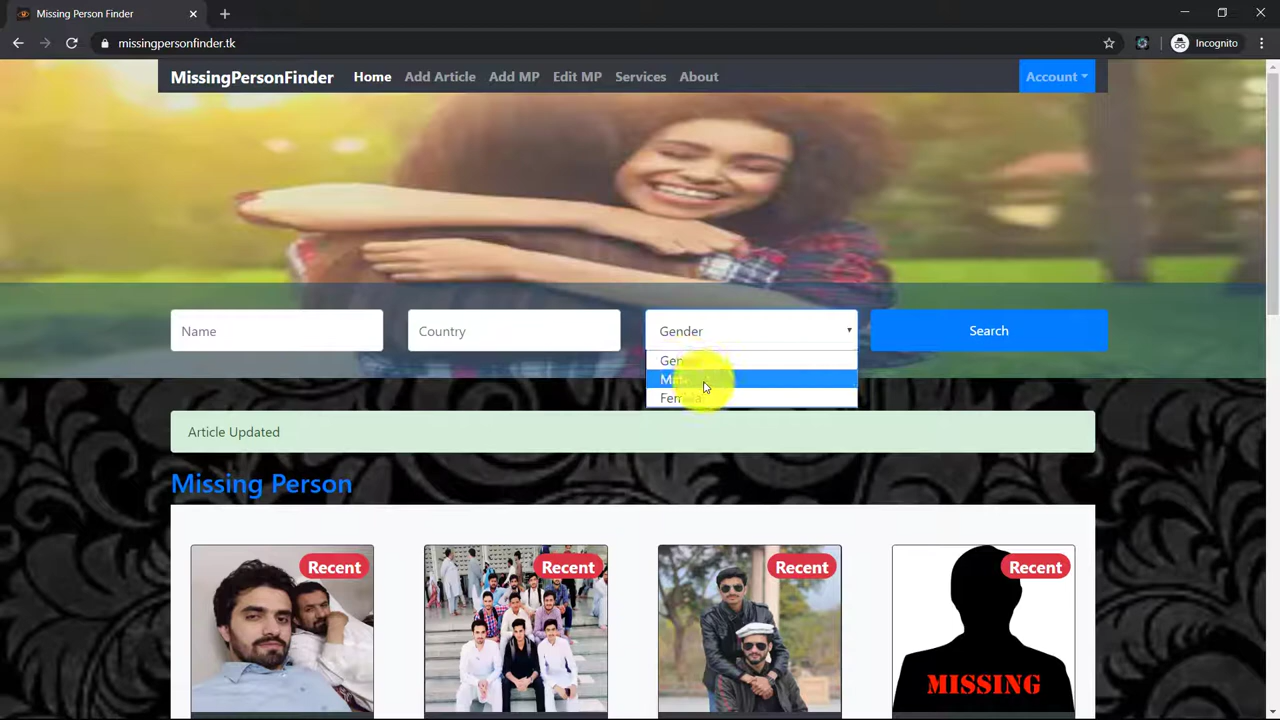 Missing Person Finder
missingpersonfinder.tk
Incognito
MissingPersonFinder Home Add Article Add MP Edit MP Services About Account
Name Country Gender Search
Article Updated
Missing Person
Recent Recent Recent Recent
MISSING